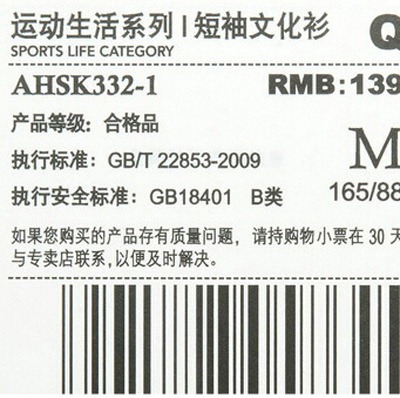 运动生活系列 | 短袖文化衫
SPORTS LIFE CATEGORY
AHSK332-1 RMB:139
产品等级: 合格品
执行标准: GB/T 22853-2009 M
执行安全标准: GB18401 B类 165/88
如果您购买的产品存有质量问题，请持购物小票在 30 天
与专卖店联系,以便及时解决。